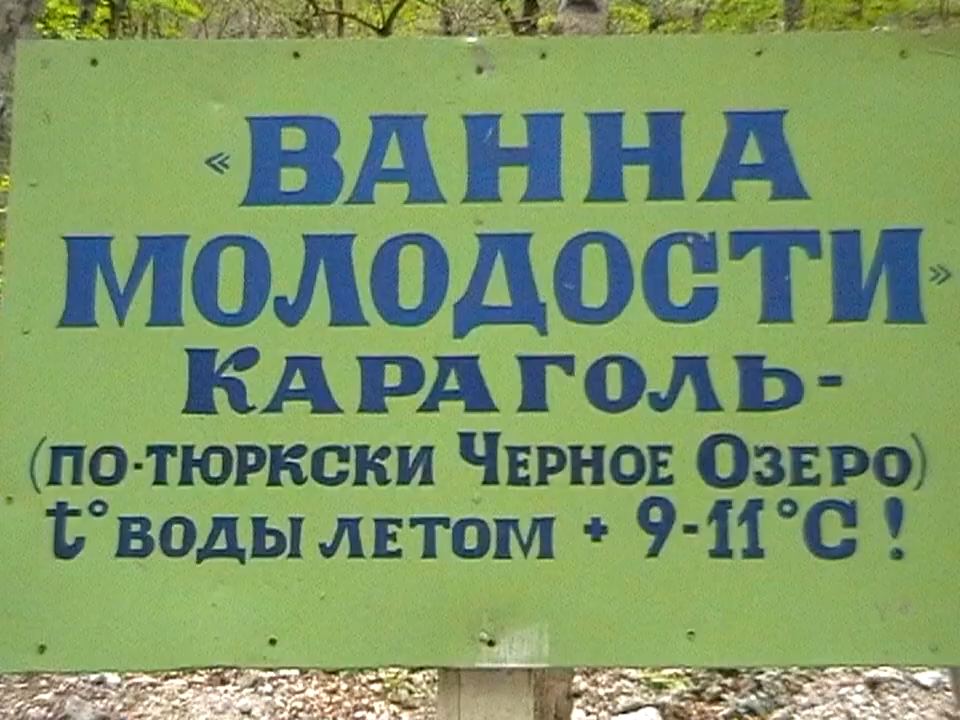 «ВАННА
МОЛОДОСТИ»
КАРАГОЛЬ-
(ПО-ТЮРКСКИ ЧЕРНОЕ ОЗЕРО)
t° ВОДЫ ЛЕТОМ + 9-11°С!